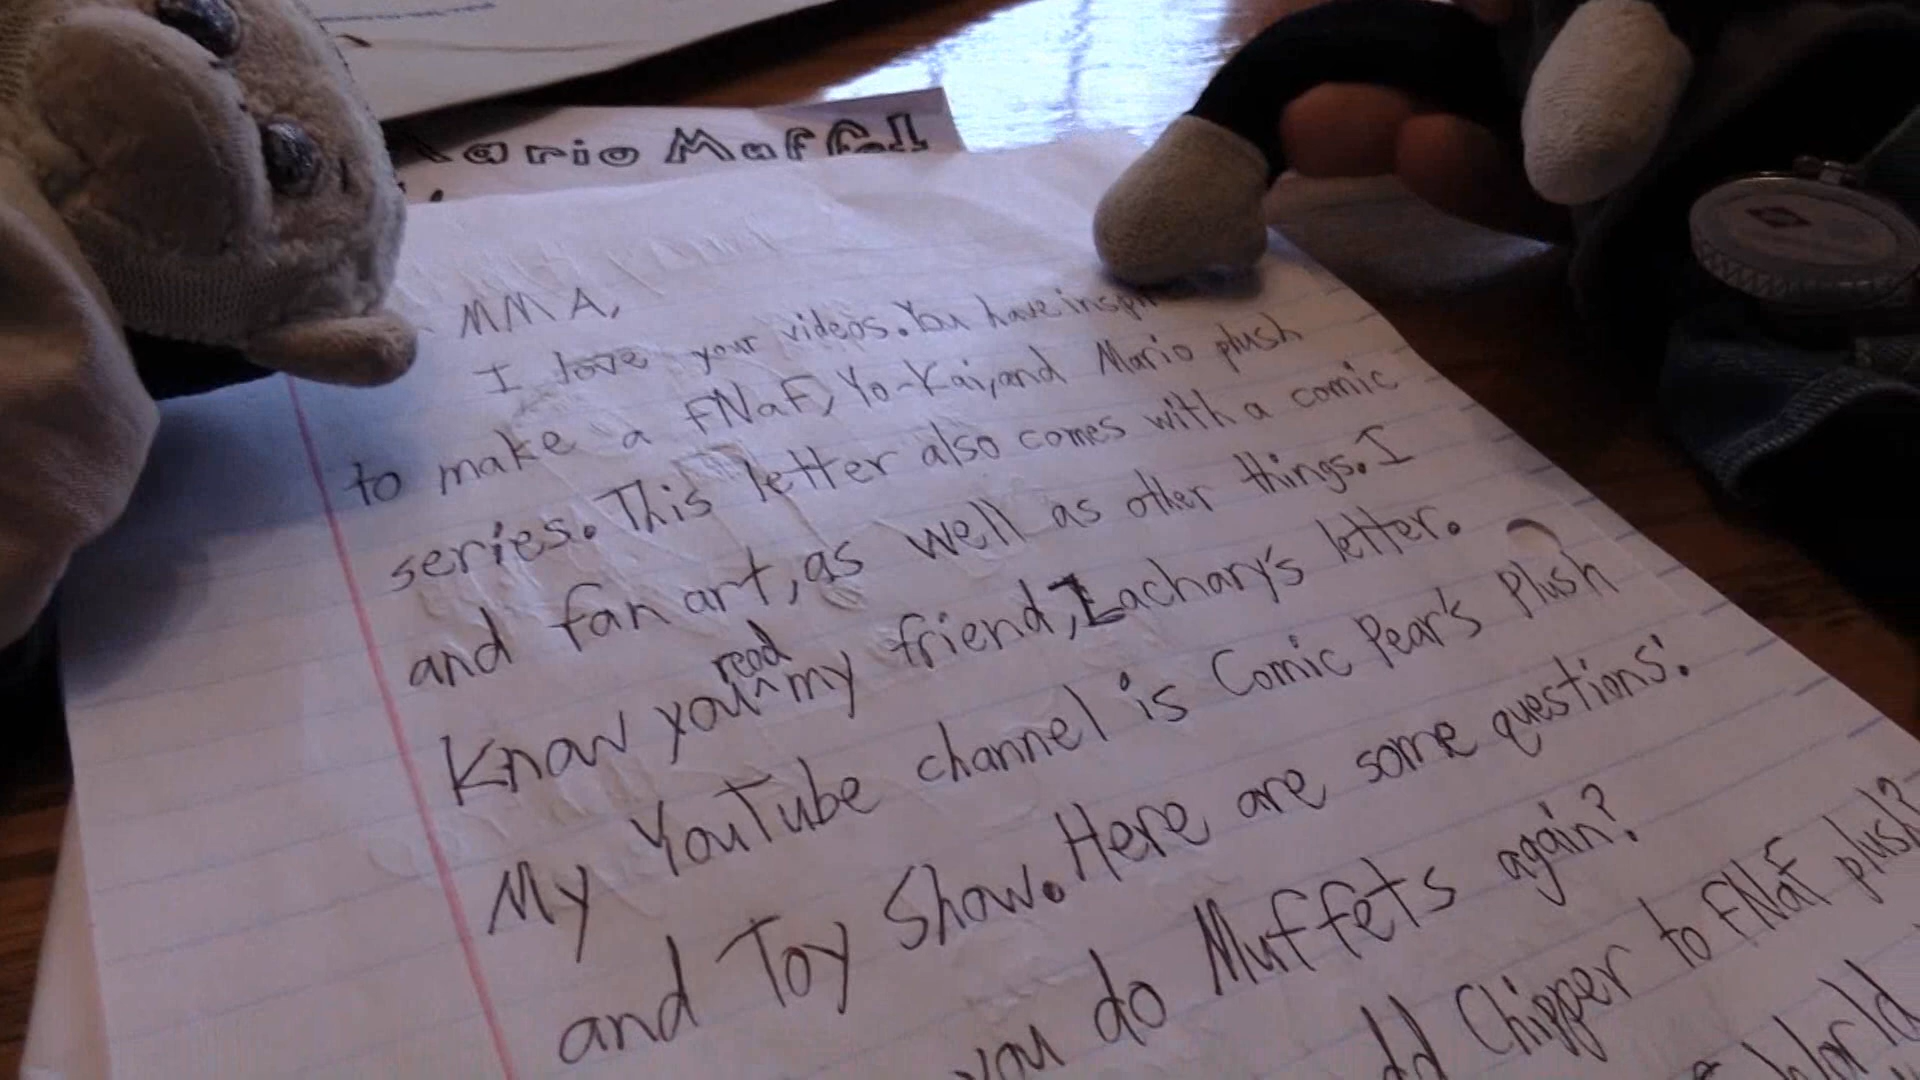 Mario Muffet
MMA,
I love your videos. You have
to make a FNaF, Yo-Kai, and Mario plush
series. This letter also comes with a comic
and fan art, as well as other things. I
Know you read my friend, Zachary's letter.
My YouTube channel is Comic Pear's Plush
and Toy Show. Here are some questions:
you do Muffets again?
Chipper to FNaF plush?
World